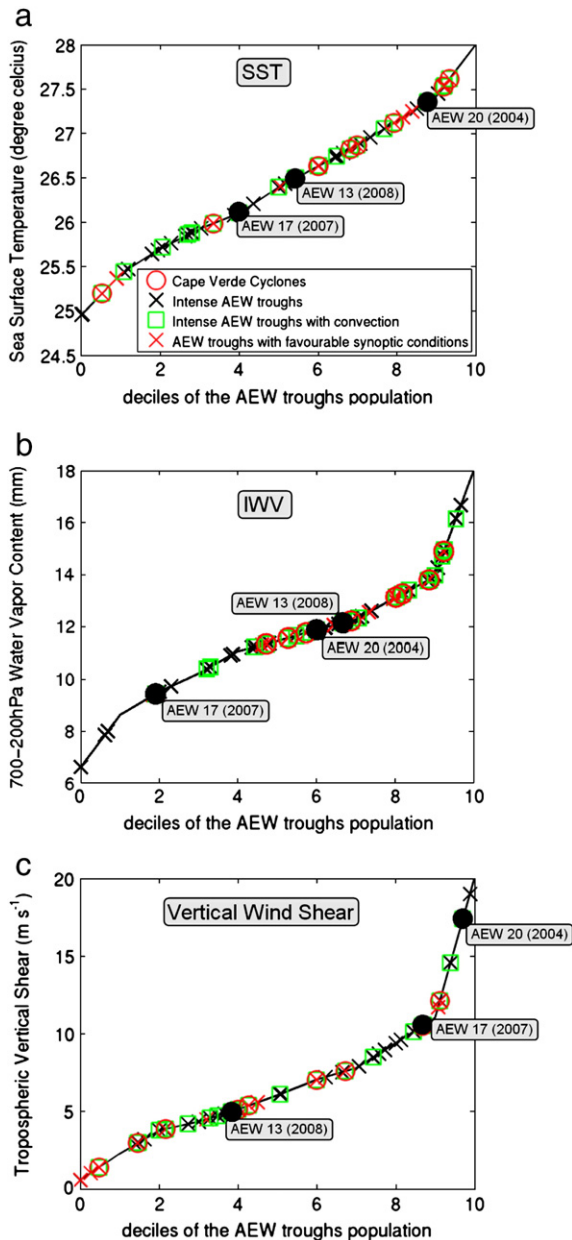 a
28
27.5
27
26.5
26
25.5
25
24.5
Sea Surface Temperature (degree celcius)
SST
AEW 20 (2004)
AEW 13 (2008)
AEW 17 (2007)
Cape Verde Cyclones
Intense AEW troughs
Intense AEW troughs with convection
AEW troughs with favourable synoptic conditions
0 2 4 6 8 10
deciles of the AEW troughs population
b
18
16
14
12
10
8
6
700-200hPa Water Vapor Content (mm)
IWV
AEW 13 (2008)
AEW 20 (2004)
AEW 17 (2007)
0 2 4 6 8 10
deciles of the AEW troughs population
c
20
15
10
5
0
Tropospheric Vertical Shear (m s⁻¹)
Vertical Wind Shear
AEW 20 (2004)
AEW 17 (2007)
AEW 13 (2008)
0 2 4 6 8 10
deciles of the AEW troughs population